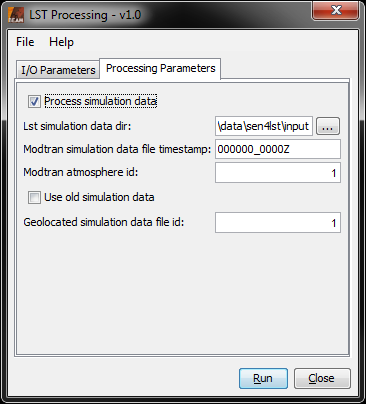 LST Processing - v1.0
File Help
I/O Parameters Processing Parameters
Process simulation data
Lst simulation data dir: \data\sen4lst\input ...
Modtran simulation data file timestamp: 000000_0000Z
Modtran atmosphere id: 1
Use old simulation data
Geolocated simulation data file id: 1
Run Close